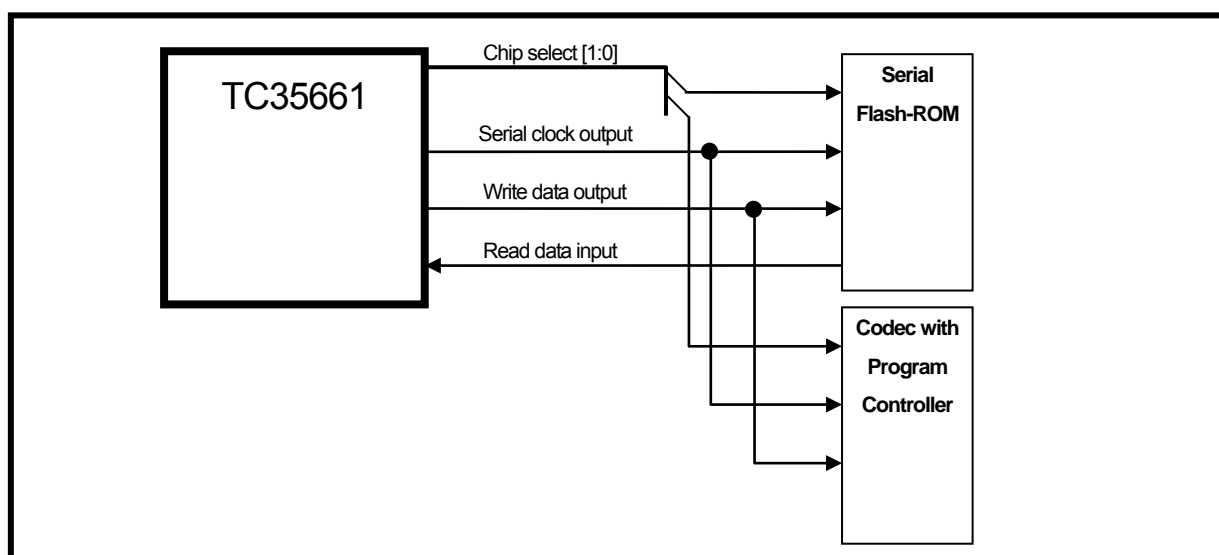 TC35661
Chip select [1:0]
Serial clock output
Write data output
Read data input
Serial
Flash-ROM
Codec with
Program
Controller